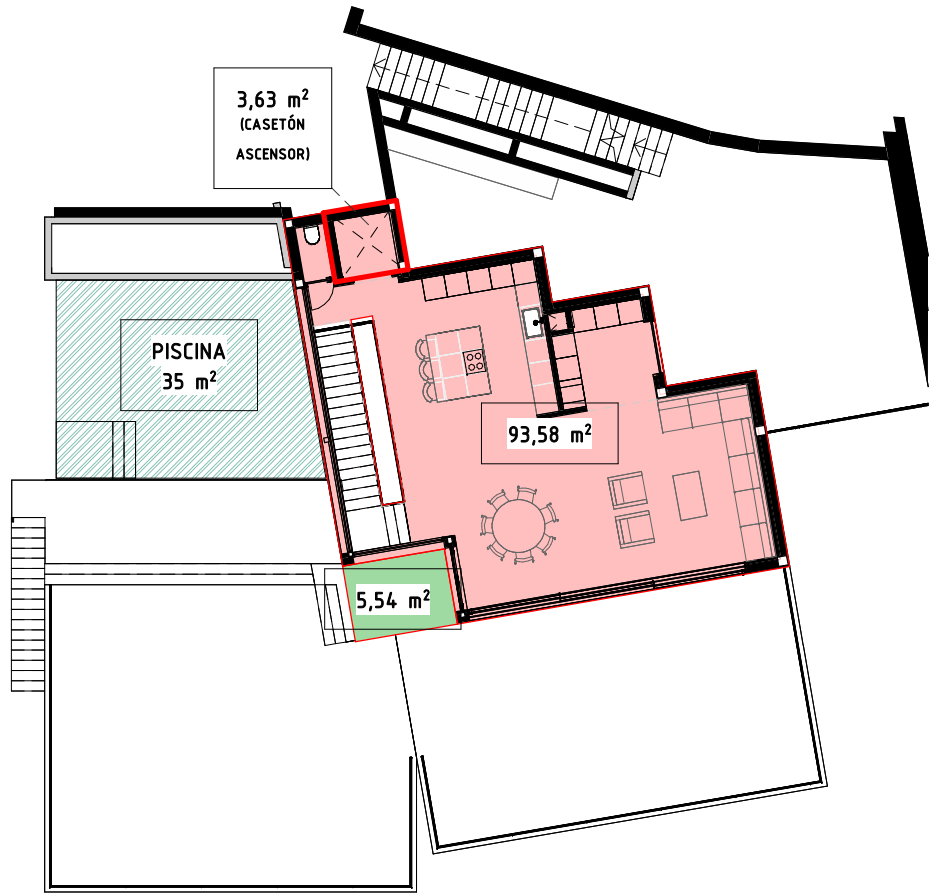 3,63 m²
(CASETÓN
ASCENSOR)
PISCINA
35 m²
93,58 m²
5,54 m²